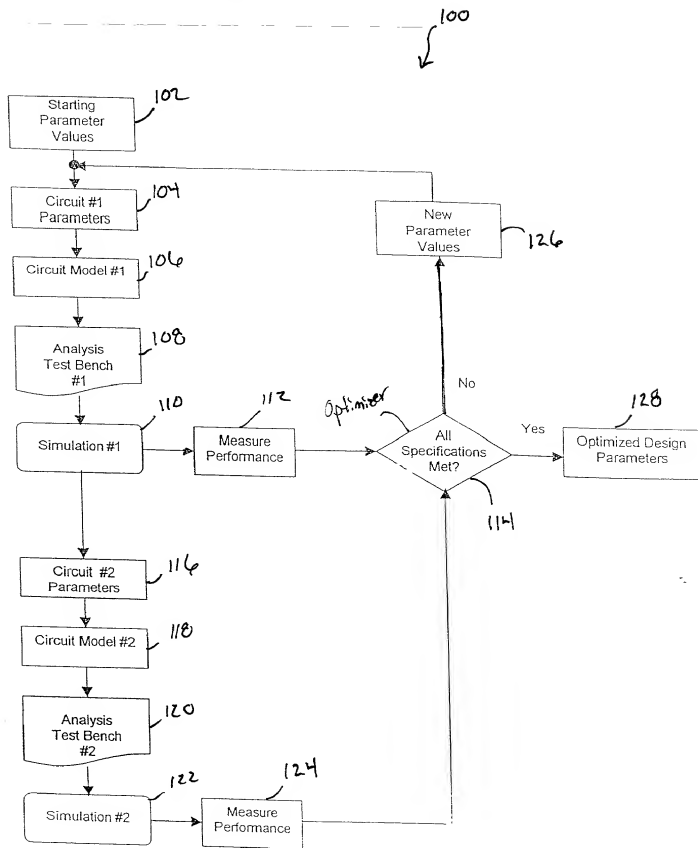 100
102
Starting
Parameter
Values
104
Circuit #1
Parameters
New
Parameter
Values
126
106
Circuit Model #1
108
Analysis
Test Bench
#1
No
110
112
Optimizer
128
Simulation #1
Measure
Performance
All
Specifications
Met?
Yes
Optimized Design
Parameters
114
116
Circuit #2
Parameters
118
Circuit Model #2
120
Analysis
Test Bench
#2
122
124
Simulation #2
Measure
Performance